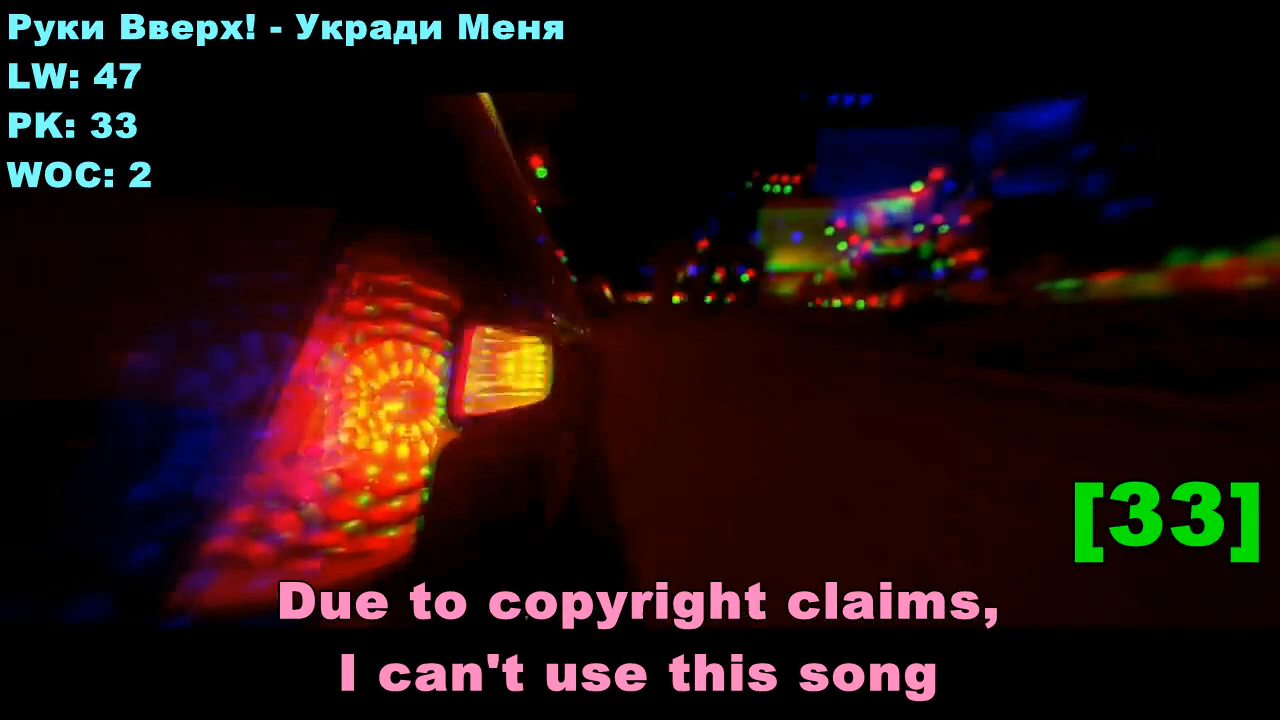 Руки Вверх! - Укради Меня
LW: 47
PK: 33
WOC: 2
[33]
Due to copyright claims,
I can't use this song